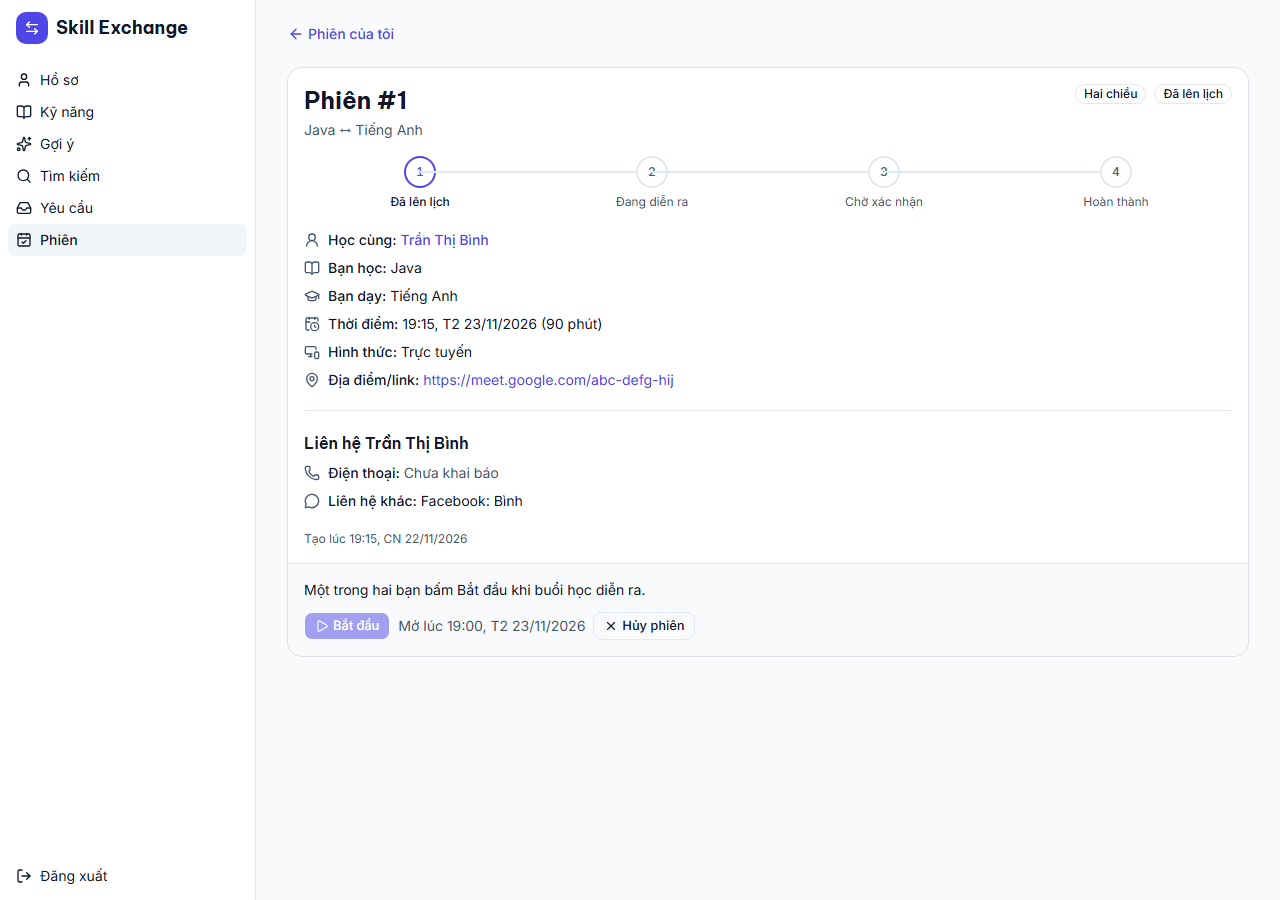 Skill Exchange
Hồ sơ
Kỹ năng
Gợi ý
Tìm kiếm
Yêu cầu
Phiên
Đăng xuất
Phiên của tôi
Phiên #1
Hai chiều
Đã lên lịch
Java ↔ Tiếng Anh
1
2
3
4
Đã lên lịch
Đang diễn ra
Chờ xác nhận
Hoàn thành
Học cùng: Trần Thị Bình
Bạn học: Java
Bạn dạy: Tiếng Anh
Thời điểm: 19:15, T2 23/11/2026 (90 phút)
Hình thức: Trực tuyến
Địa điểm/link: https://meet.google.com/abc-defg-hij
Liên hệ Trần Thị Bình
Điện thoại: Chưa khai báo
Liên hệ khác: Facebook: Bình
Tạo lúc 19:15, CN 22/11/2026
Một trong hai bạn bấm Bắt đầu khi buổi học diễn ra.
Bắt đầu
Mở lúc 19:00, T2 23/11/2026
Hủy phiên